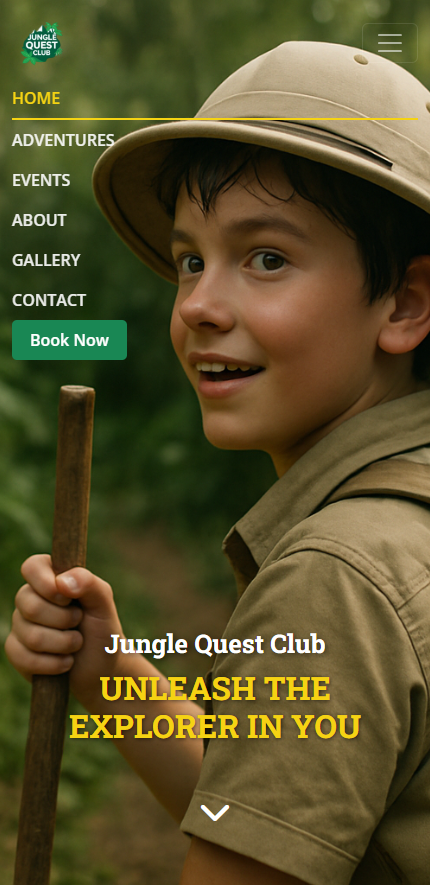 JUNGLE
QUEST
CLUB
HOME
ADVENTURES
EVENTS
ABOUT
GALLERY
CONTACT
Book Now
Jungle Quest Club
UNLEASH THE
EXPLORER IN YOU